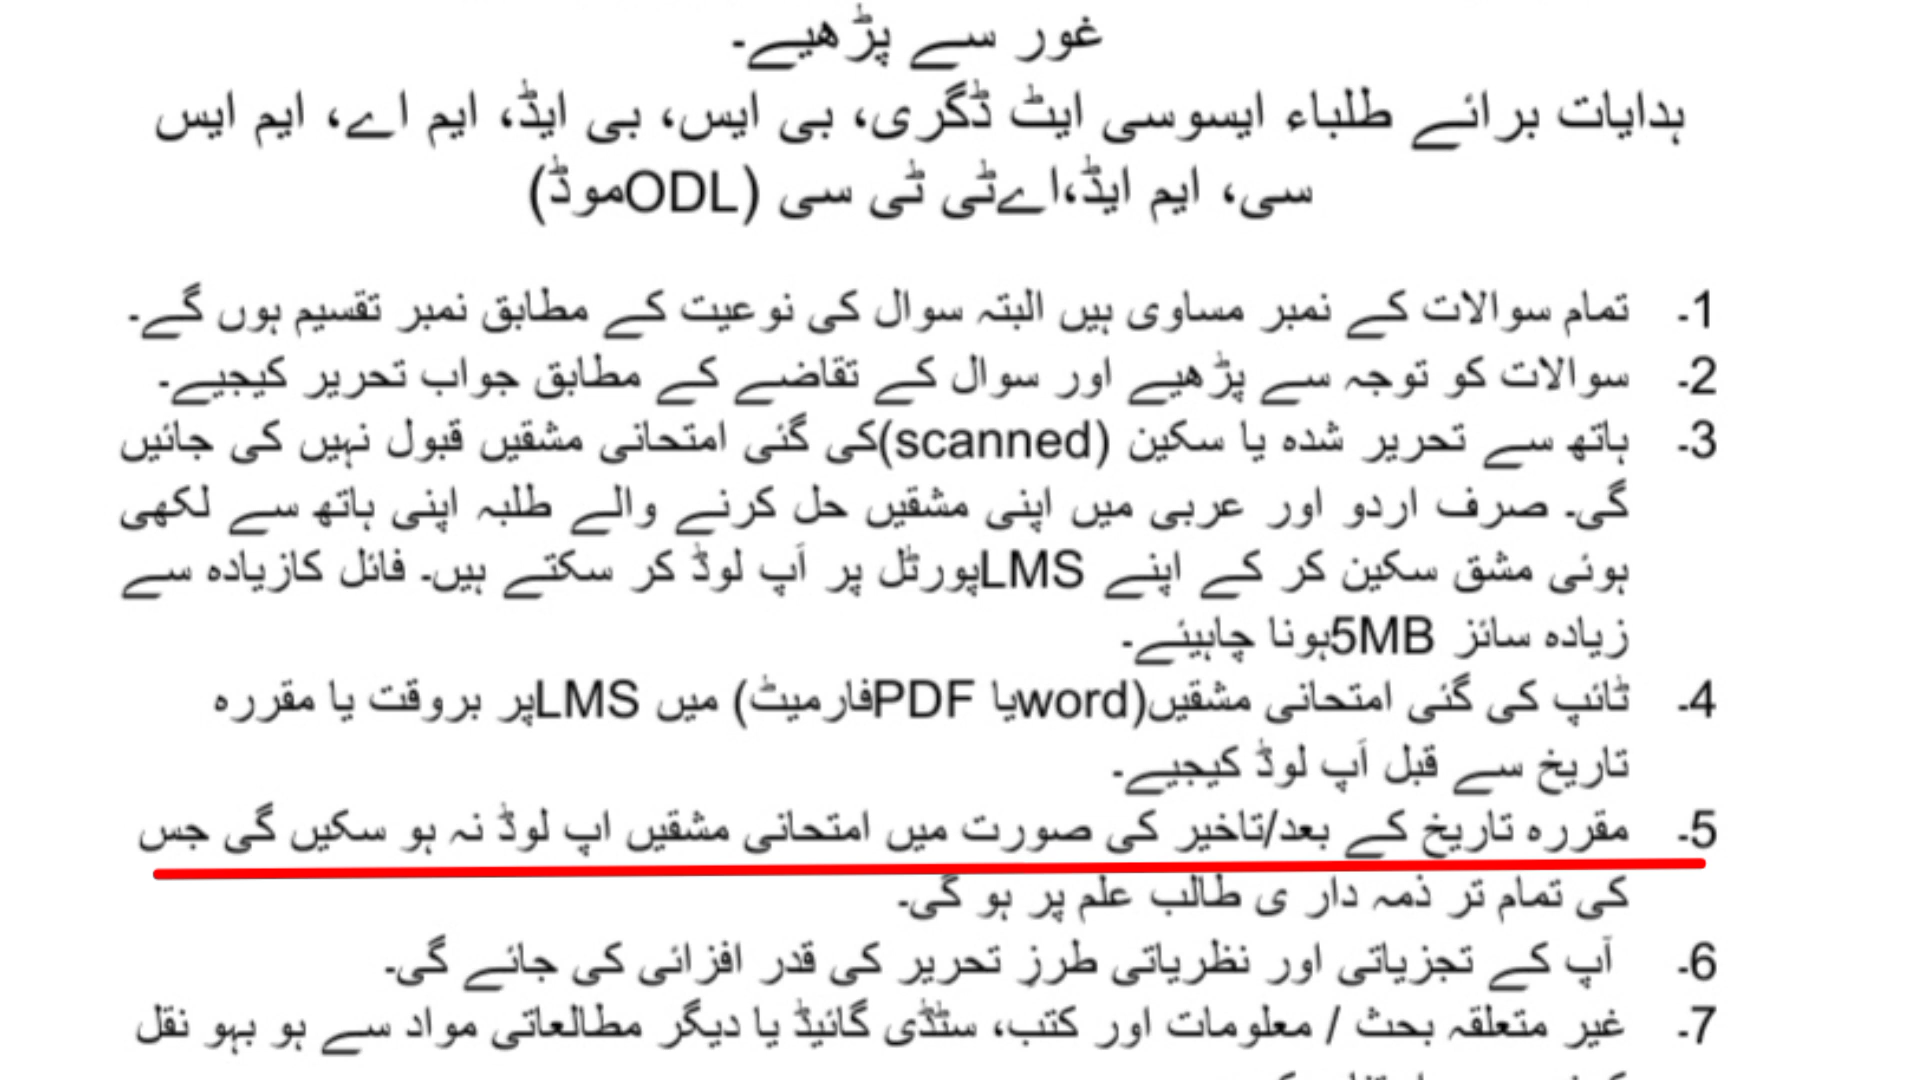 غور سے پڑھیے۔
ہدایات برائے طلباء ایسوسی ایٹ ڈگری، بی ایس، بی ایڈ، ایم اے، ایم ایس
سی، ایم ایڈ،اےٹی ٹی سی (ODLموڈ)
1۔ تمام سوالات کے نمبر مساوی ہیں البتہ سوال کی نوعیت کے مطابق نمبر تقسیم ہوں گے۔
2۔ سوالات کو توجہ سے پڑھیے اور سوال کے تقاضے کے مطابق جواب تحریر کیجیے۔
3۔ ہاتھ سے تحریر شدہ یا سکین (scanned)کی گئی امتحانی مشقیں قبول نہیں کی جائیں
گی۔ صرف اردو اور عربی میں اپنی مشقیں حل کرنے والے طلبہ اپنی ہاتھ سے لکھی
ہوئی مشق سکین کر کے اپنے LMSپورٹل پر اَپ لوڈ کر سکتے ہیں۔ فائل کازیادہ سے
زیادہ سائز 5MBہونا چاہیئے۔
4۔ ٹائپ کی گئی امتحانی مشقیں(wordیا PDFفارمیٹ) میں LMSپر بروقت یا مقررہ
تاریخ سے قبل اَپ لوڈ کیجیے۔
5۔ مقررہ تاریخ کے بعد/تاخیر کی صورت میں امتحانی مشقیں اپ لوڈ نہ ہو سکیں گی جس
کی تمام تر ذمہ دار ی طالب علم پر ہو گی۔
6۔ آپ کے تجزیاتی اور نظریاتی طرزِ تحریر کی قدر افزائی کی جائے گی۔
7۔ غیر متعلقہ بحث / معلومات اور کتب، سٹڈی گائیڈ یا دیگر مطالعاتی مواد سے ہو بہو نقل